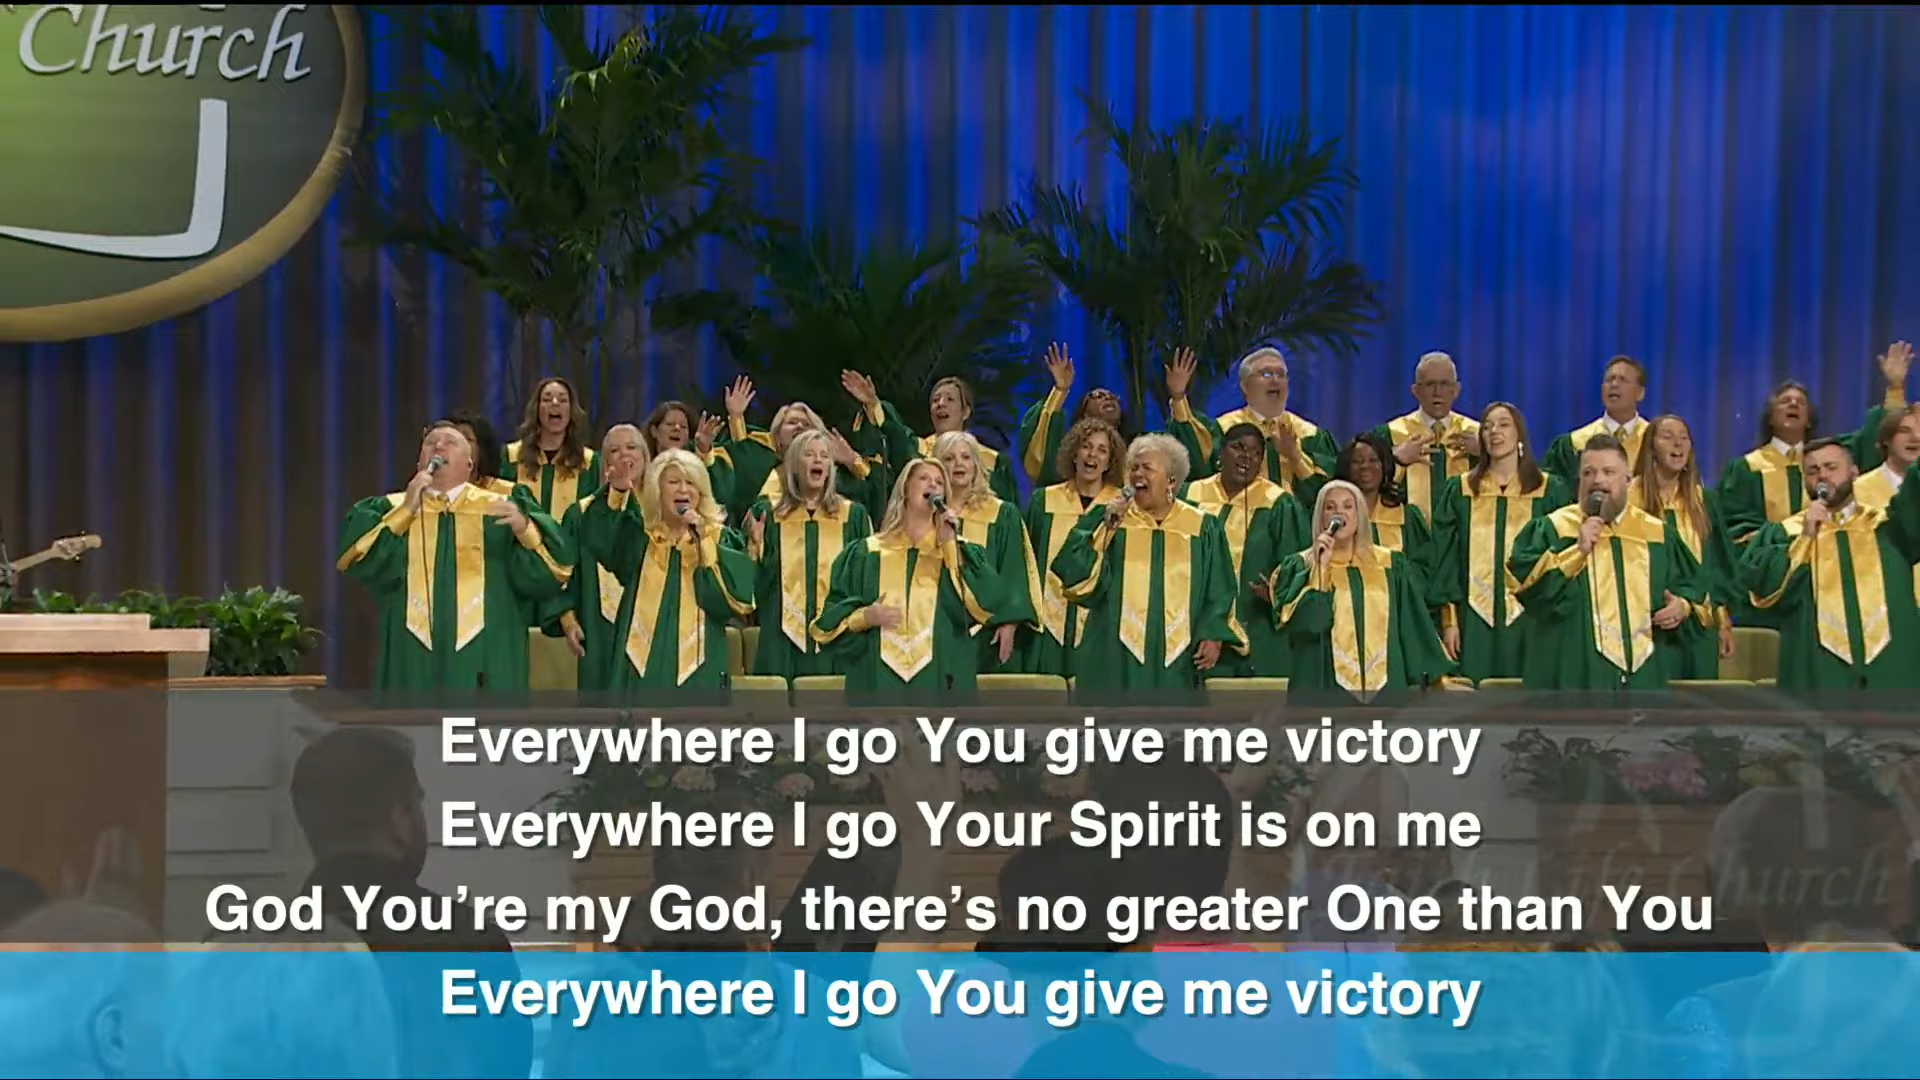 Church
Everywhere I go You give me victory
Everywhere I go Your Spirit is on me
God You’re my God, there’s no greater One than You
Church
Everywhere I go You give me victory